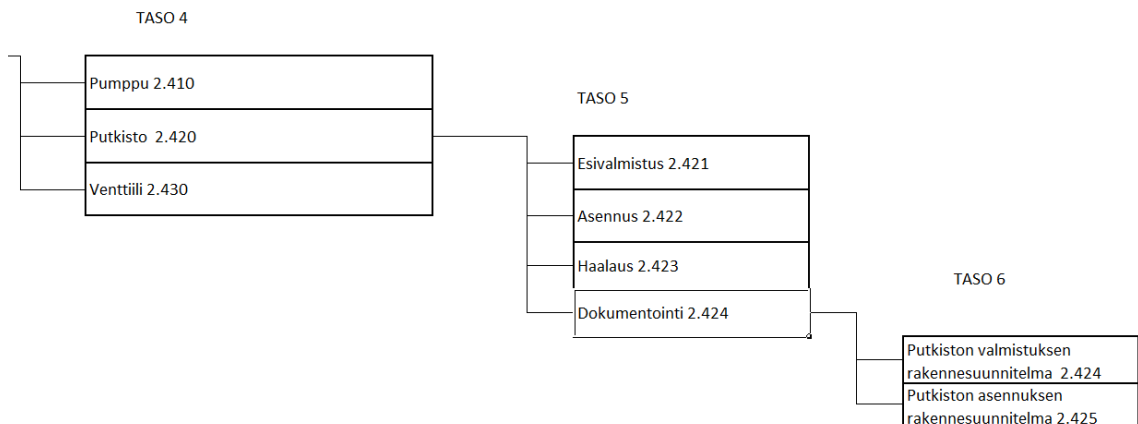 TASO 4
Pumppu 2.410
Putkisto 2.420
Venttiili 2.430
TASO 5
Esivalmistus 2.421
Asennus 2.422
Haalaus 2.423
Dokumentointi 2.424
TASO 6
Putkiston valmistuksen
rakennesuunnitelma 2.424
Putkiston asennuksen
rakennesuunnitelma 2.425